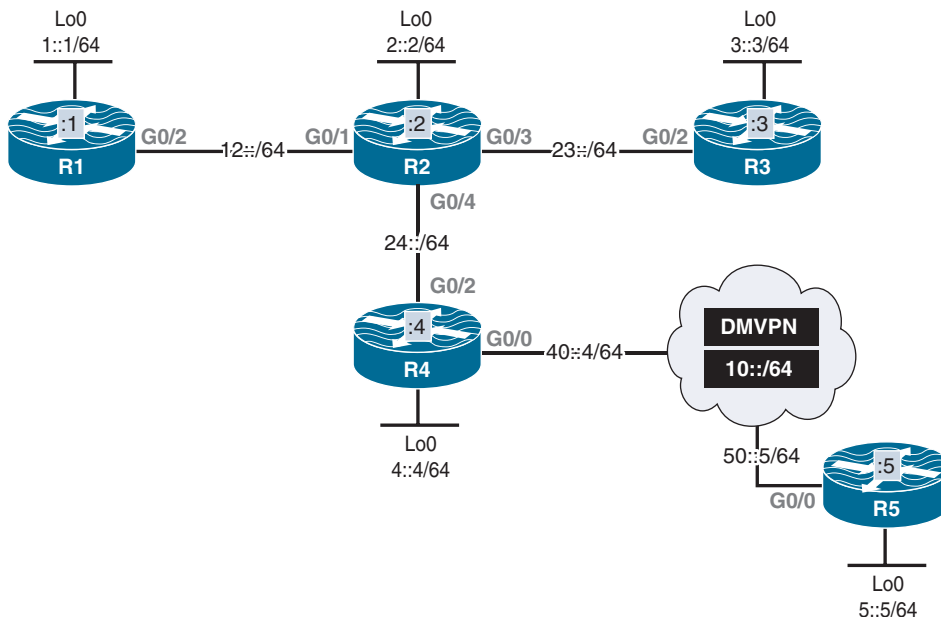 Lo0
1::1/64
Lo0
2::2/64
Lo0
3::3/64
:1
R1
G0/2
12::/64
G0/1
:2
R2
G0/3
23::/64
G0/2
:3
R3
G0/4
24::/64
G0/2
:4
R4
G0/0
40::4/64
DMVPN
10::/64
Lo0
4::4/64
50::5/64
G0/0
:5
R5
Lo0
5::5/64